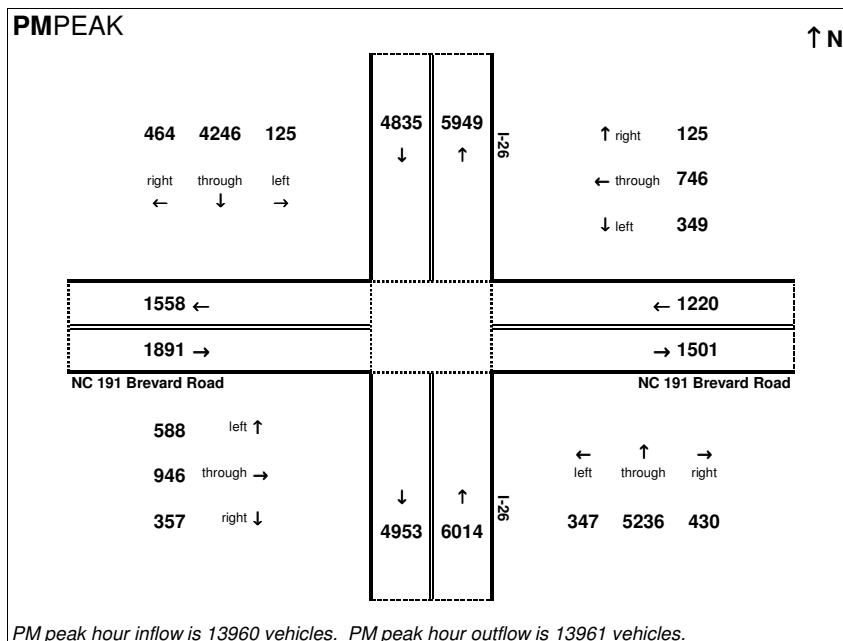 PMPEAK
↑ N
464 4246 125
right through left
← ↓ →
4835 5949
↓ ↑
I-26
↑ right 125
← through 746
↓ left 349
1558 ←
← 1220
1891 →
→ 1501
NC 191 Brevard Road
NC 191 Brevard Road
588 left ↑
946 through →
357 right ↓
↓ ↑
4953 6014
I-26
← ↑ →
left through right
347 5236 430
PM peak hour inflow is 13960 vehicles. PM peak hour outflow is 13961 vehicles.